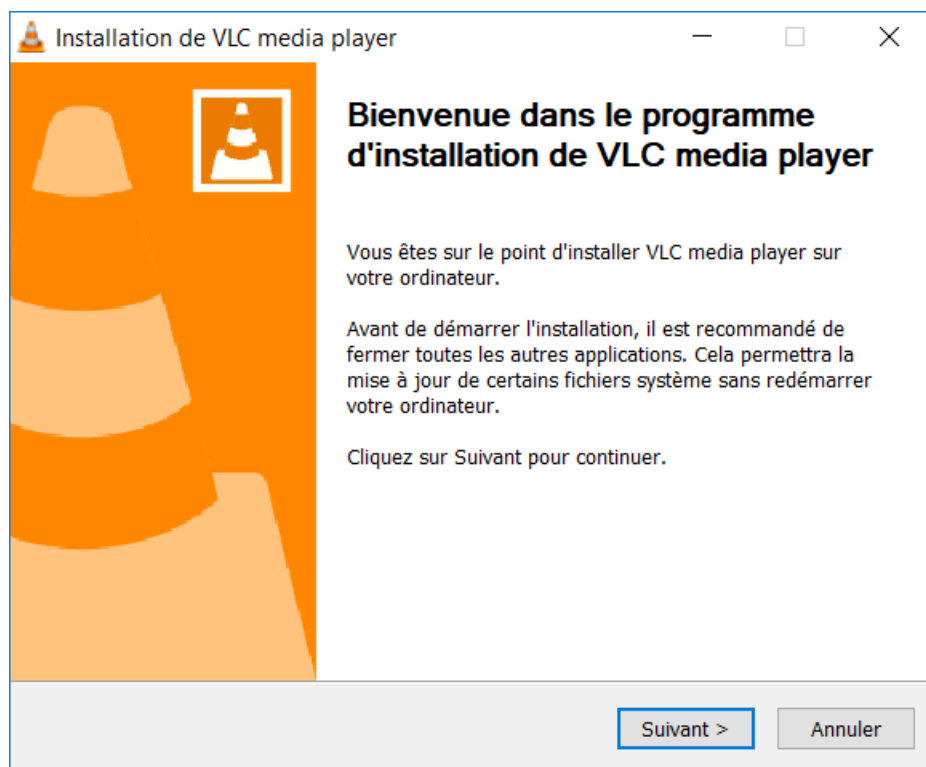 Installation de VLC media player
Bienvenue dans le programme
d'installation de VLC media player
Vous êtes sur le point d'installer VLC media player sur
votre ordinateur.
Avant de démarrer l'installation, il est recommandé de
fermer toutes les autres applications. Cela permettra la
mise à jour de certains fichiers système sans redémarrer
votre ordinateur.
Cliquez sur Suivant pour continuer.
Suivant > Annuler